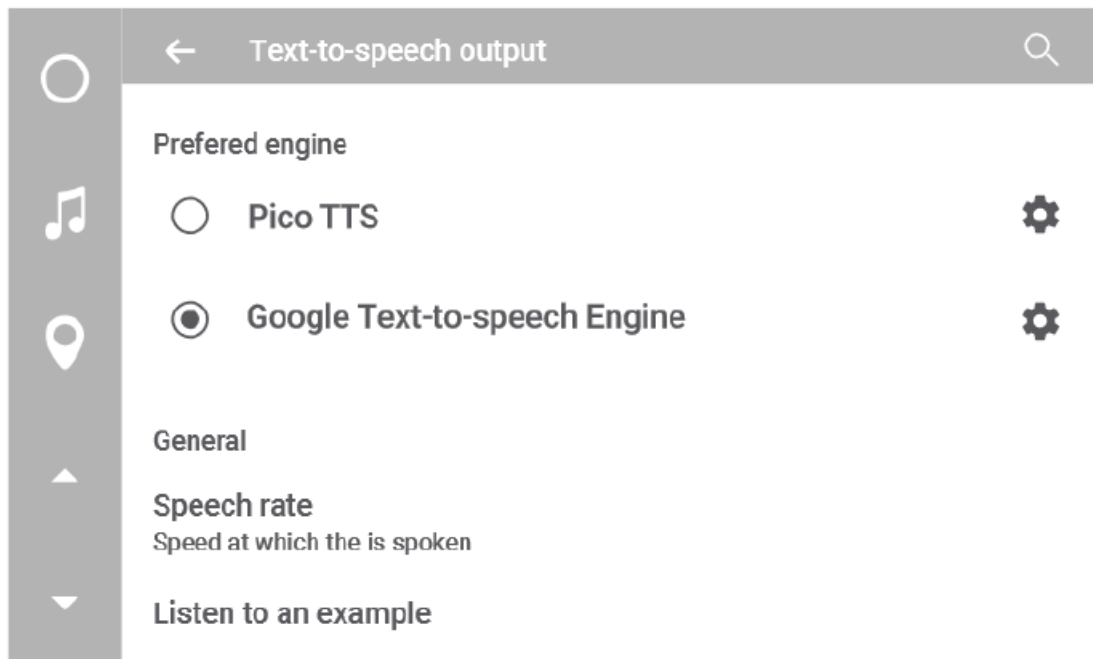 Text-to-speech output
Prefered engine
Pico TTS
Google Text-to-speech Engine
General
Speech rate
Speed at which the is spoken
Listen to an example